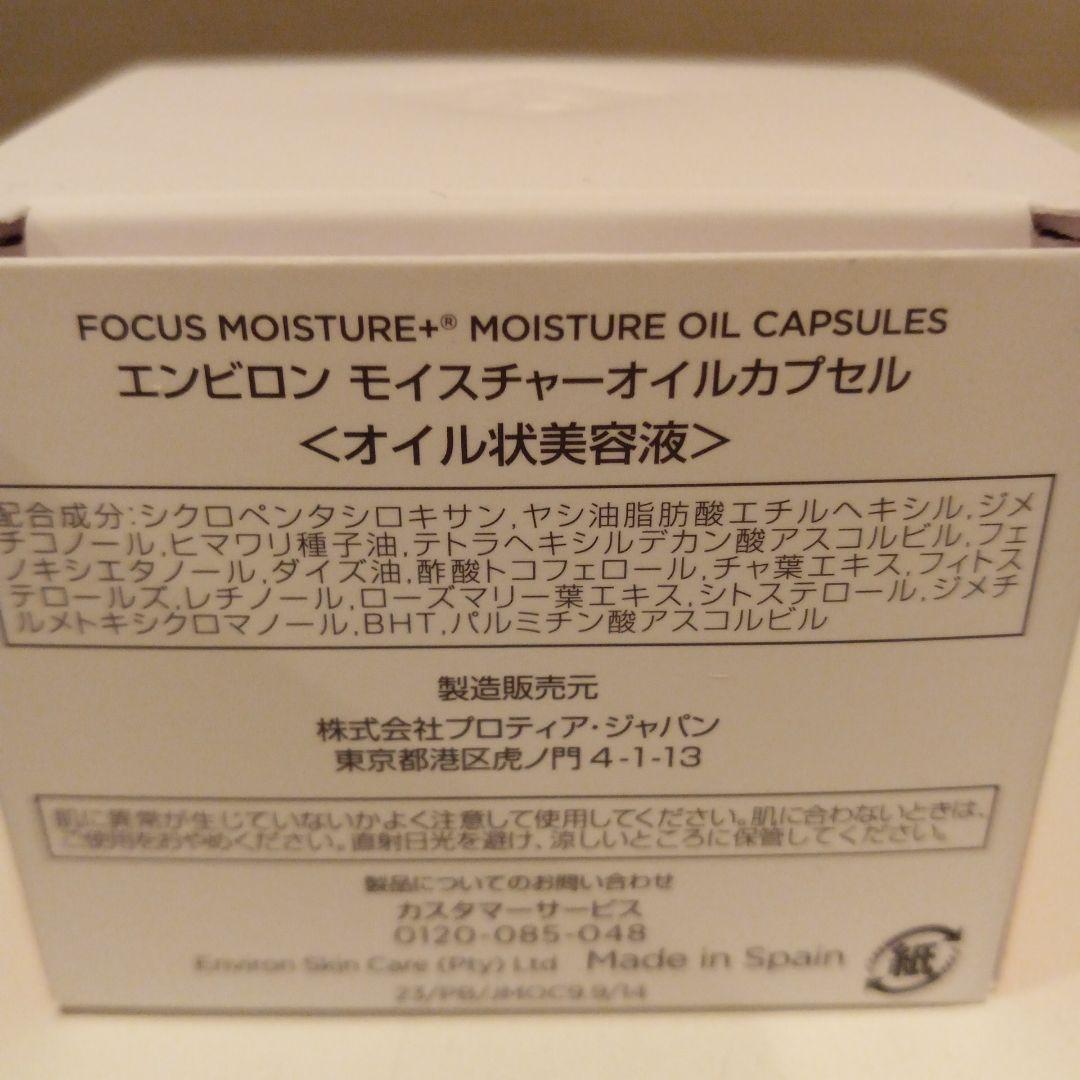 FOCUS MOISTURE+® MOISTURE OIL CAPSULES
エンビロン モイスチャーオイルカプセル
<オイル状美容液>
配合成分:シクロペンタシロキサン,ヤシ油脂肪酸エチルヘキシル,ジメ
チコノール,ヒマワリ種子油,テトラヘキシルデカン酸アスコルビル,フェ
ノキシエタノール,ダイズ油,酢酸トコフェロール,チャ葉エキス,フィトス
テロールズ,レチノール,ローズマリー葉エキス,シトステロール,ジメチ
ルメトキシクロマノール,BHT,パルミチン酸アスコルビル
製造販売元
株式会社プロティア・ジャパン
東京都港区虎ノ門4-1-13
肌に異常が生じていないかよく注意して使用してください。肌に合わないときは、
ご使用をおやめください。直射日光を避け、涼しいところに保管してください。
製品についてのお問い合わせ
カスタマーサービス
0120-085-048
Environ Skin Care (Pty) Ltd Made in Spain
紙
23/PB/JMOC9.9/14